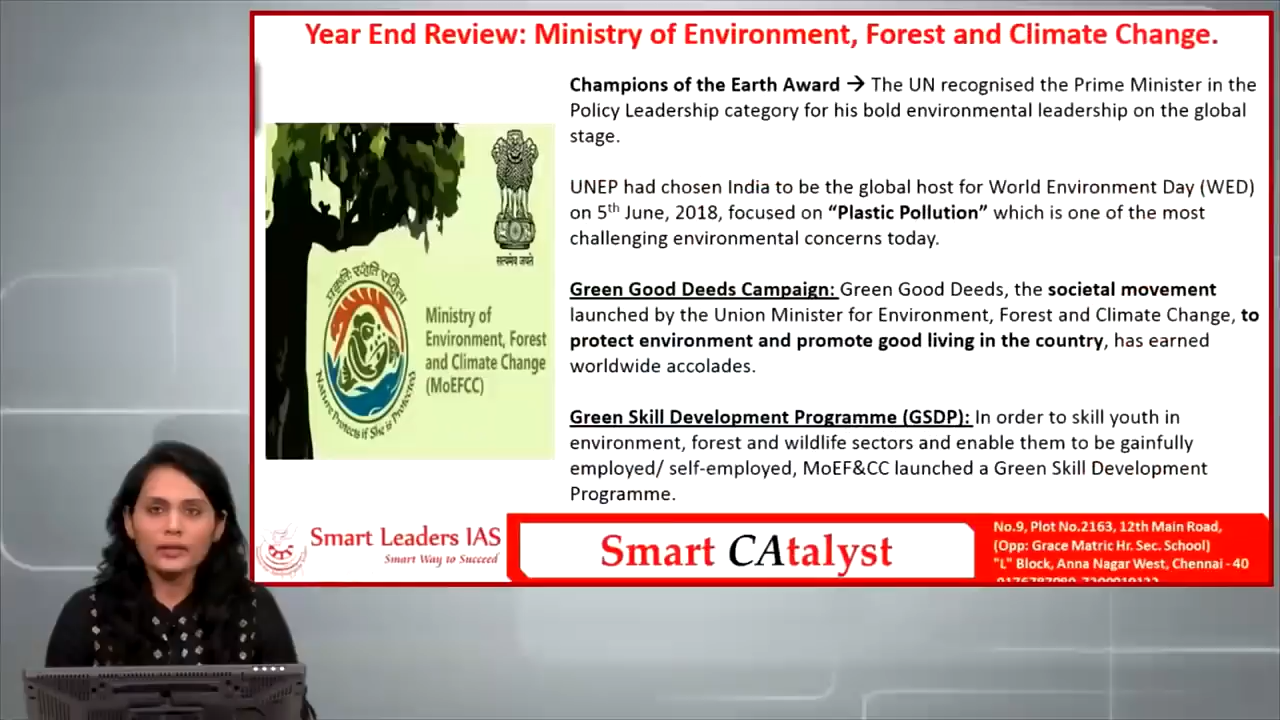 Year End Review: Ministry of Environment, Forest and Climate Change.
Champions of the Earth Award → The UN recognised the Prime Minister in the
Policy Leadership category for his bold environmental leadership on the global
stage.
UNEP had chosen India to be the global host for World Environment Day (WED)
on 5th June, 2018, focused on “Plastic Pollution” which is one of the most
challenging environmental concerns today.
Green Good Deeds Campaign: Green Good Deeds, the societal movement
launched by the Union Minister for Environment, Forest and Climate Change, to
protect environment and promote good living in the country, has earned
worldwide accolades.
Green Skill Development Programme (GSDP): In order to skill youth in
environment, forest and wildlife sectors and enable them to be gainfully
employed/ self-employed, MoEF&CC launched a Green Skill Development
Programme.
सत्यमेव जयते
प्रकृतिः रक्षति रक्षिता
Nature Protects if She is Protected
Ministry of
Environment, Forest
and Climate Change
(MoEFCC)
Smart Leaders IAS
Smart Way to Succeed
Smart CAtalyst
No.9, Plot No.2163, 12th Main Road,
(Opp: Grace Matric Hr. Sec. School)
"L" Block, Anna Nagar West, Chennai - 40